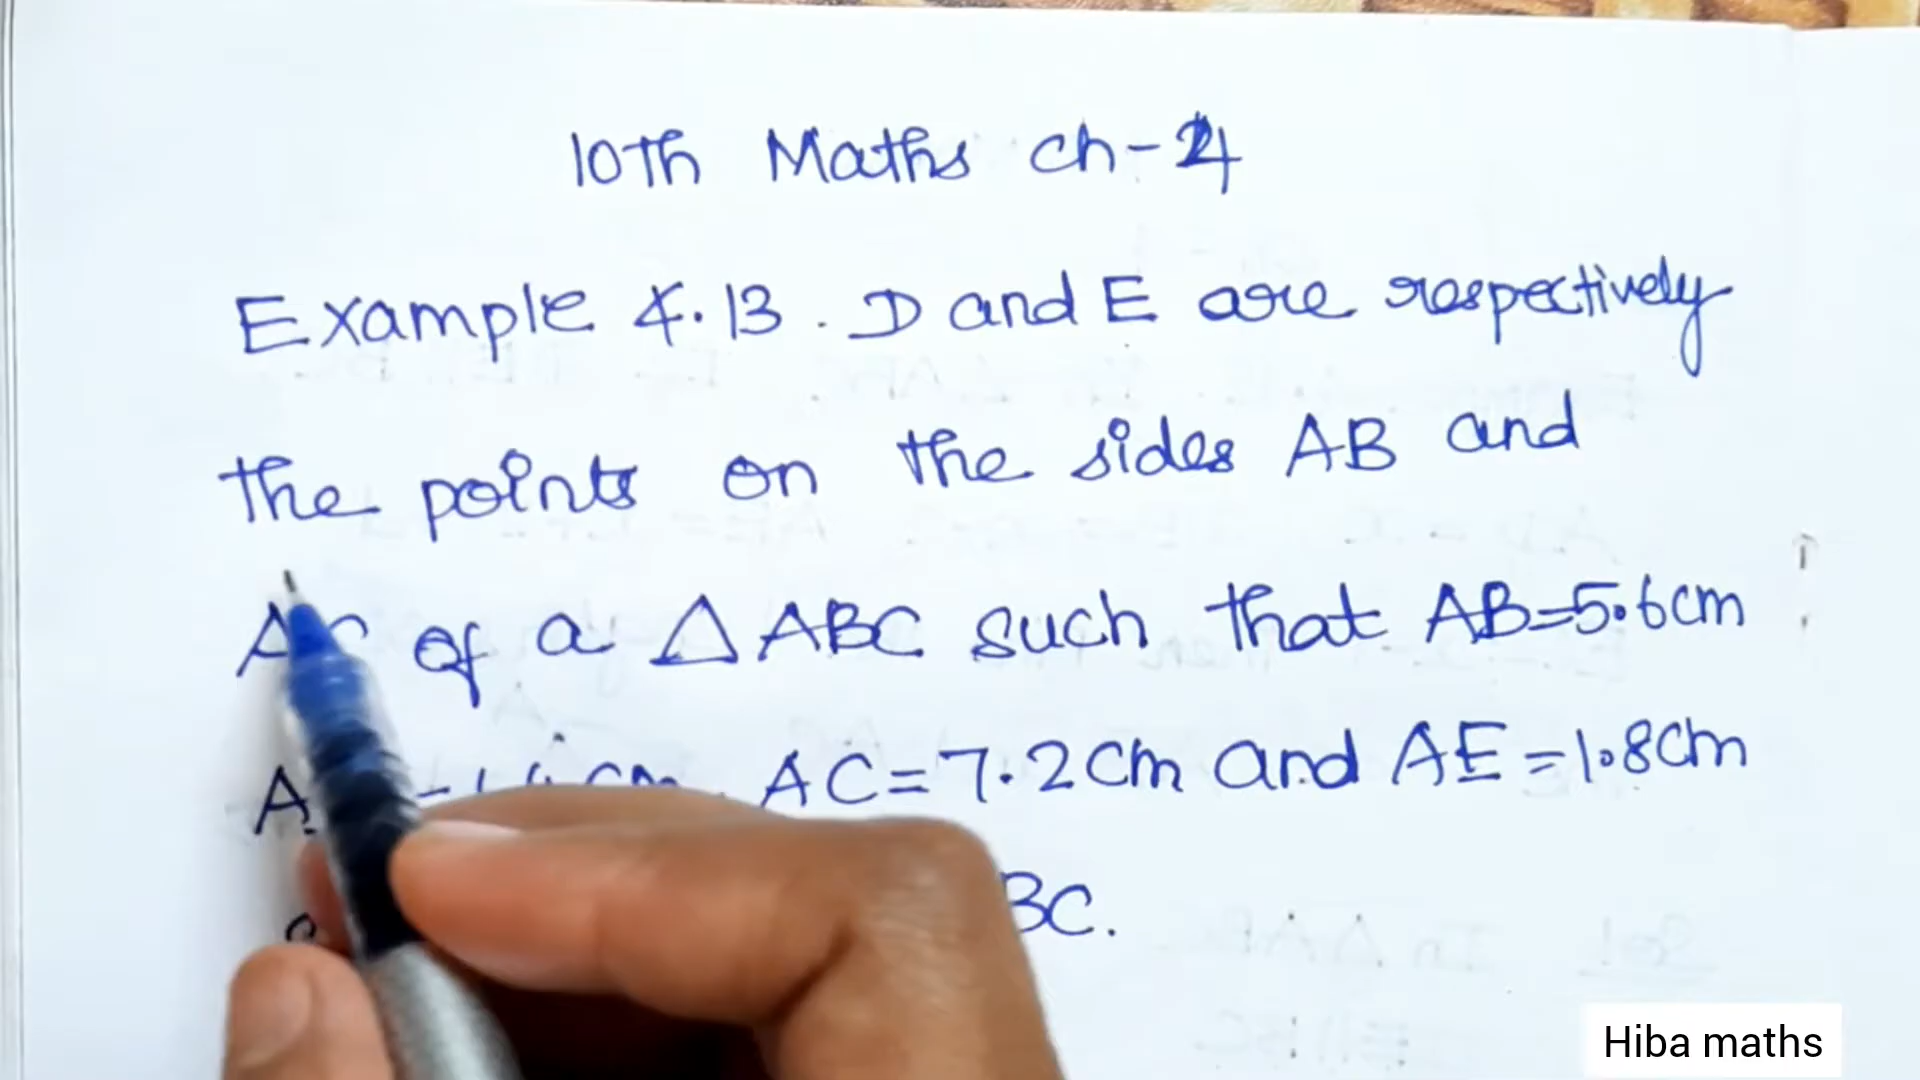 10th Maths ch-4
Example 4.13. D and E are respectively
the points on the sides AB and
of a △ ABC such that AB=5.6cm
AC=7.2cm and AE=1.8cm
BC.
Hiba maths